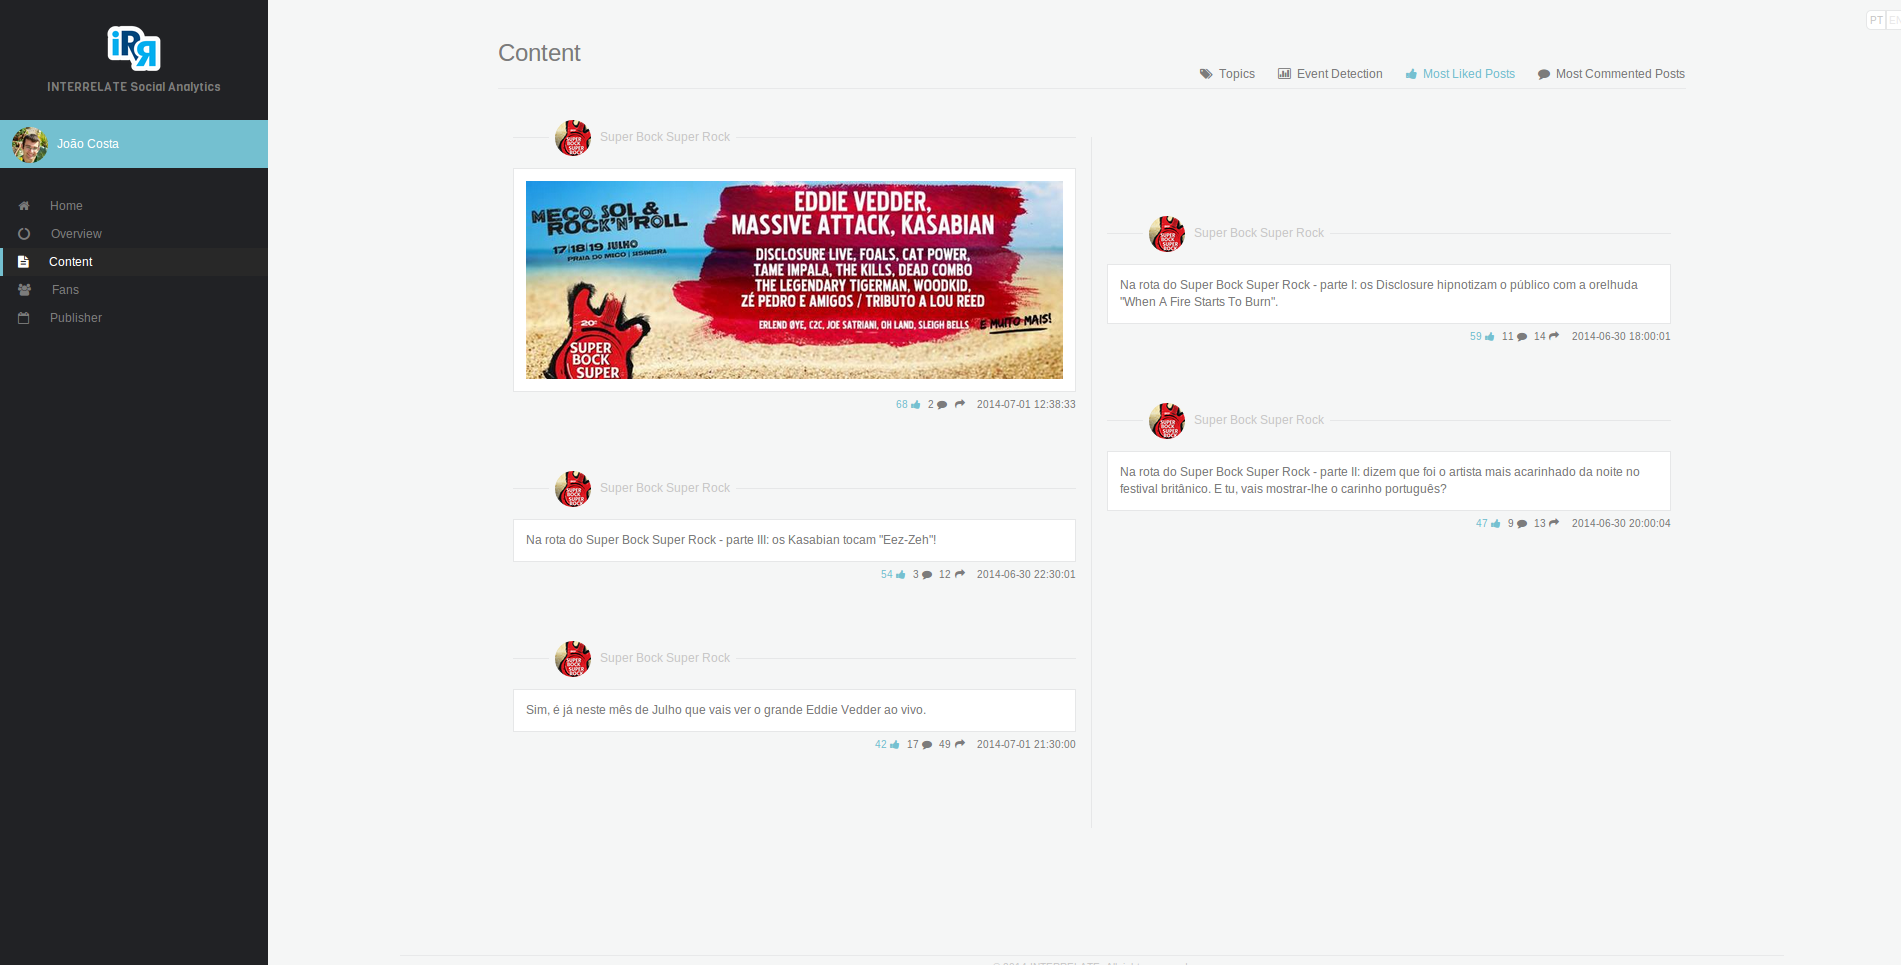 iRR
INTERRELATE Social Analytics
João Costa
Home
Overview
Content
Fans
Publisher
PT EN
Content
Topics
Event Detection
Most Liked Posts
Most Commented Posts
Super Bock Super Rock
MECO, SOL &
ROCK'N'ROLL
17|18|19 JULHO
PRAIA DO MECO | SESIMBRA
EDDIE VEDDER,
MASSIVE ATTACK, KASABIAN
DISCLOSURE LIVE, FOALS, CAT POWER,
TAME IMPALA, THE KILLS, DEAD COMBO
THE LEGENDARY TIGERMAN, WOODKID,
ZÉ PEDRO E AMIGOS / TRIBUTO A LOU REED
ERLEND ØYE, C2C, JOE SATRIANI, OH LAND, SLEIGH BELLS
E MUITO MAIS!
20º
SUPER
BOCK
SUPER
68 2 2014-07-01 12:38:33
Super Bock Super Rock
Na rota do Super Bock Super Rock - parte III: os Kasabian tocam "Eez-Zeh"!
54 3 12 2014-06-30 22:30:01
Super Bock Super Rock
Sim, é já neste mês de Julho que vais ver o grande Eddie Vedder ao vivo.
42 17 49 2014-07-01 21:30:00
Super Bock Super Rock
Na rota do Super Bock Super Rock - parte I: os Disclosure hipnotizam o público com a orelhuda
"When A Fire Starts To Burn".
59 11 14 2014-06-30 18:00:01
Super Bock Super Rock
Na rota do Super Bock Super Rock - parte II: dizem que foi o artista mais acarinhado da noite no
festival britânico. E tu, vais mostrar-lhe o carinho português?
47 9 13 2014-06-30 20:00:04